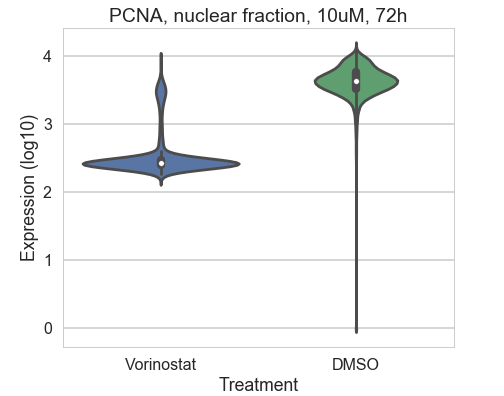 PCNA, nuclear fraction, 10uM, 72h
4
3
2
1
0
Expression (log10)
Vorinostat DMSO
Treatment